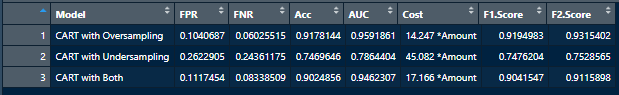 Model FPR FNR Acc AUC Cost F1.Score F2.Score
1 CART with Oversampling 0.1040687 0.06025515 0.9178144 0.9591861 14.247 *Amount 0.9194983 0.9315402
2 CART with Undersampling 0.2622905 0.24361175 0.7469646 0.7864404 45.082 *Amount 0.7476204 0.7528565
3 CART with Both 0.1117454 0.08338509 0.9024856 0.9462307 17.166 *Amount 0.9041547 0.9115898